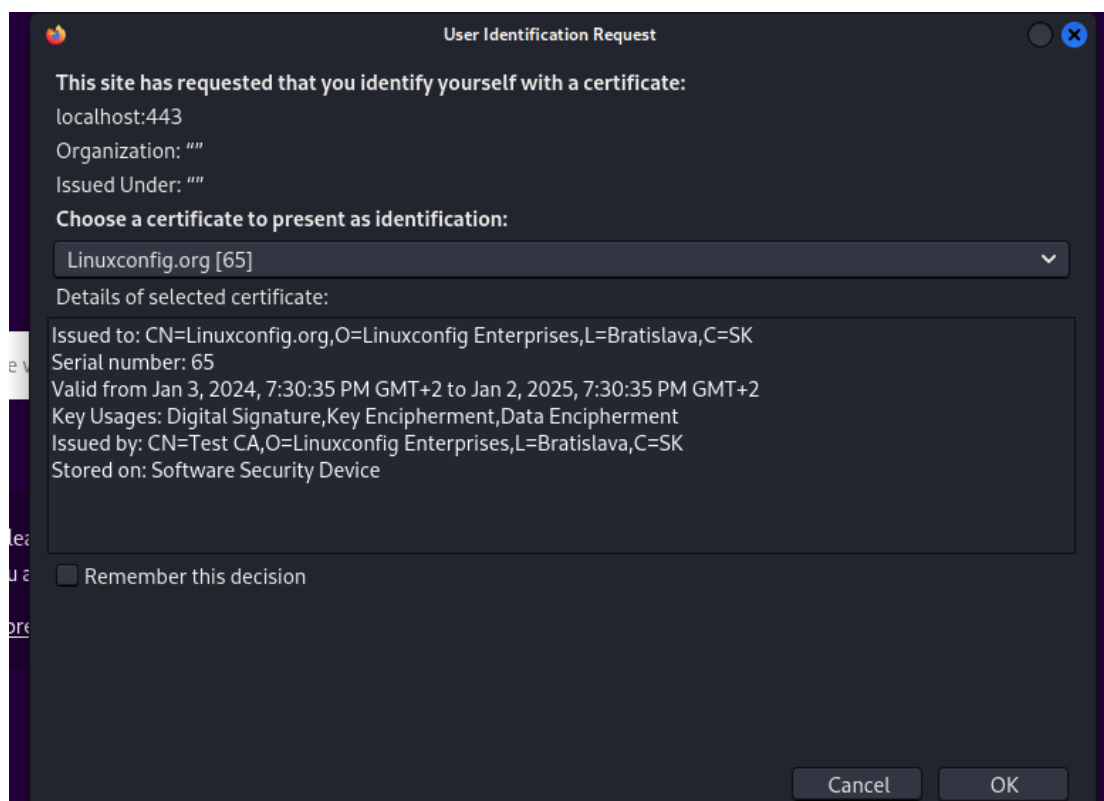 User Identification Request
This site has requested that you identify yourself with a certificate:
localhost:443
Organization: “”
Issued Under: “”
Choose a certificate to present as identification:
Linuxconfig.org [65]
Details of selected certificate:
Issued to: CN=Linuxconfig.org,O=Linuxconfig Enterprises,L=Bratislava,C=SK
Serial number: 65
Valid from Jan 3, 2024, 7:30:35 PM GMT+2 to Jan 2, 2025, 7:30:35 PM GMT+2
Key Usages: Digital Signature,Key Encipherment,Data Encipherment
Issued by: CN=Test CA,O=Linuxconfig Enterprises,L=Bratislava,C=SK
Stored on: Software Security Device
Remember this decision
Cancel OK